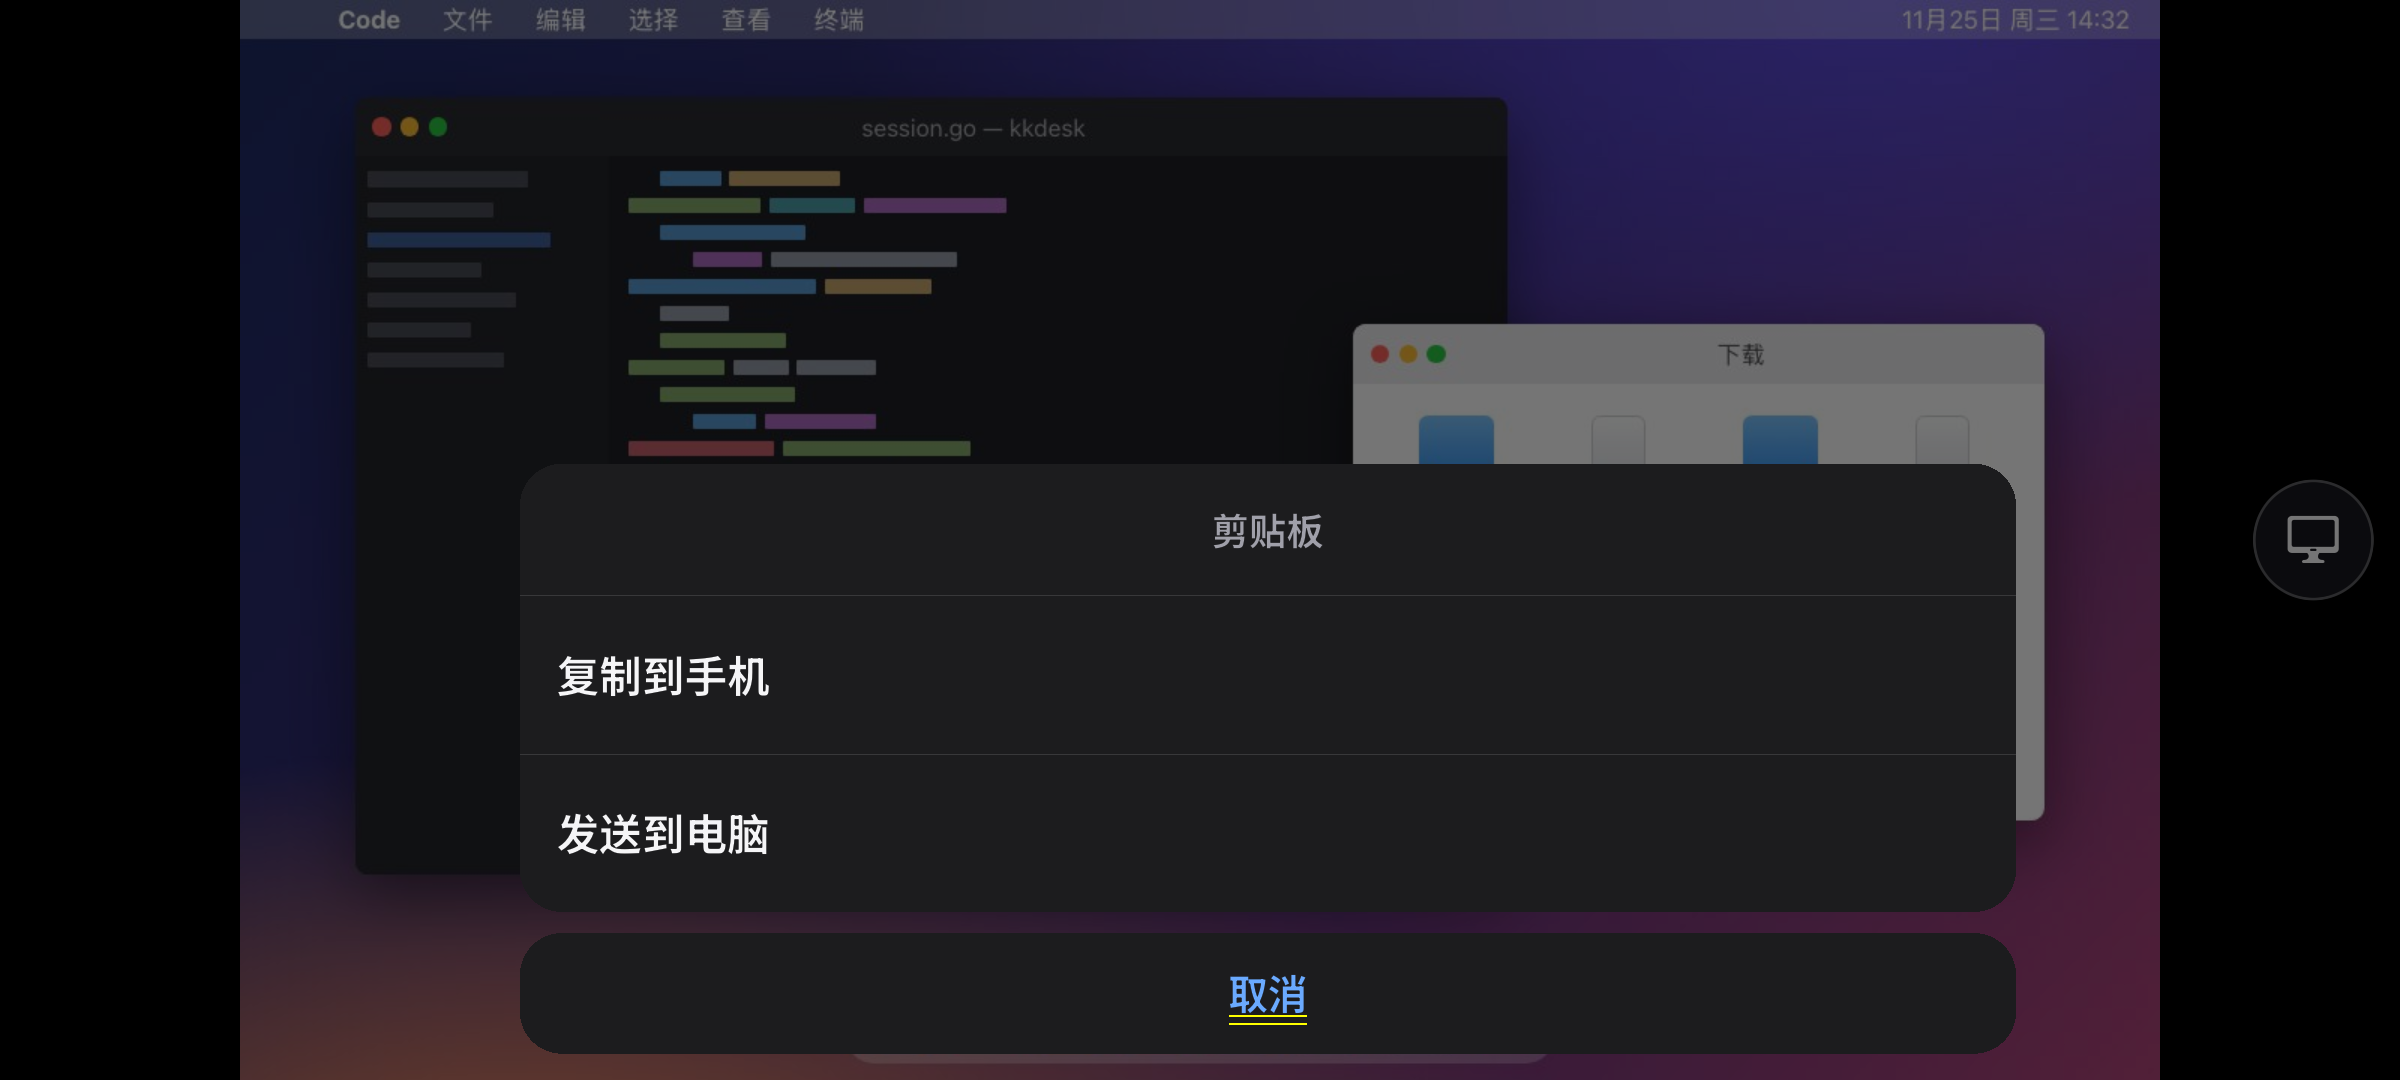 Code 文件 编辑 选择 查看 终端 11月25日 周三 14:32
session.go — kkdesk
下载
剪贴板
复制到手机
发送到电脑
取消